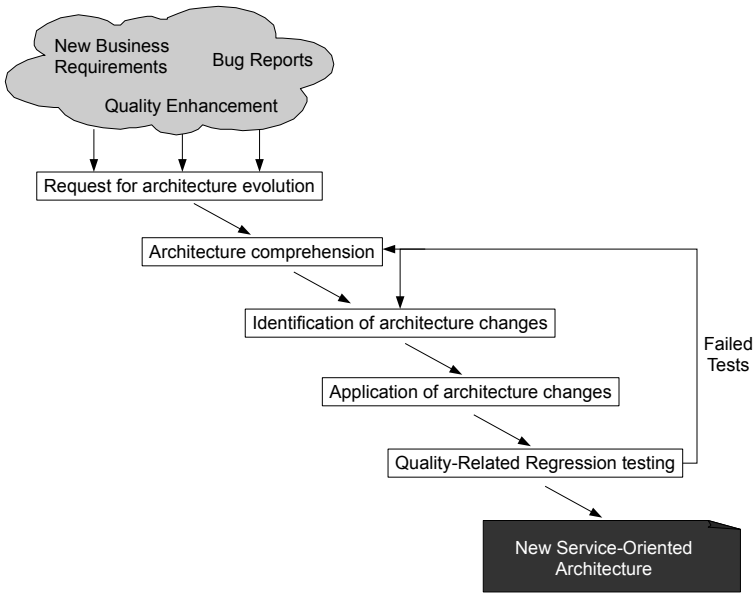 New Business
Requirements
Bug Reports
Quality Enhancement
Request for architecture evolution
Architecture comprehension
Identification of architecture changes
Failed
Tests
Application of architecture changes
Quality-Related Regression testing
New Service-Oriented
Architecture